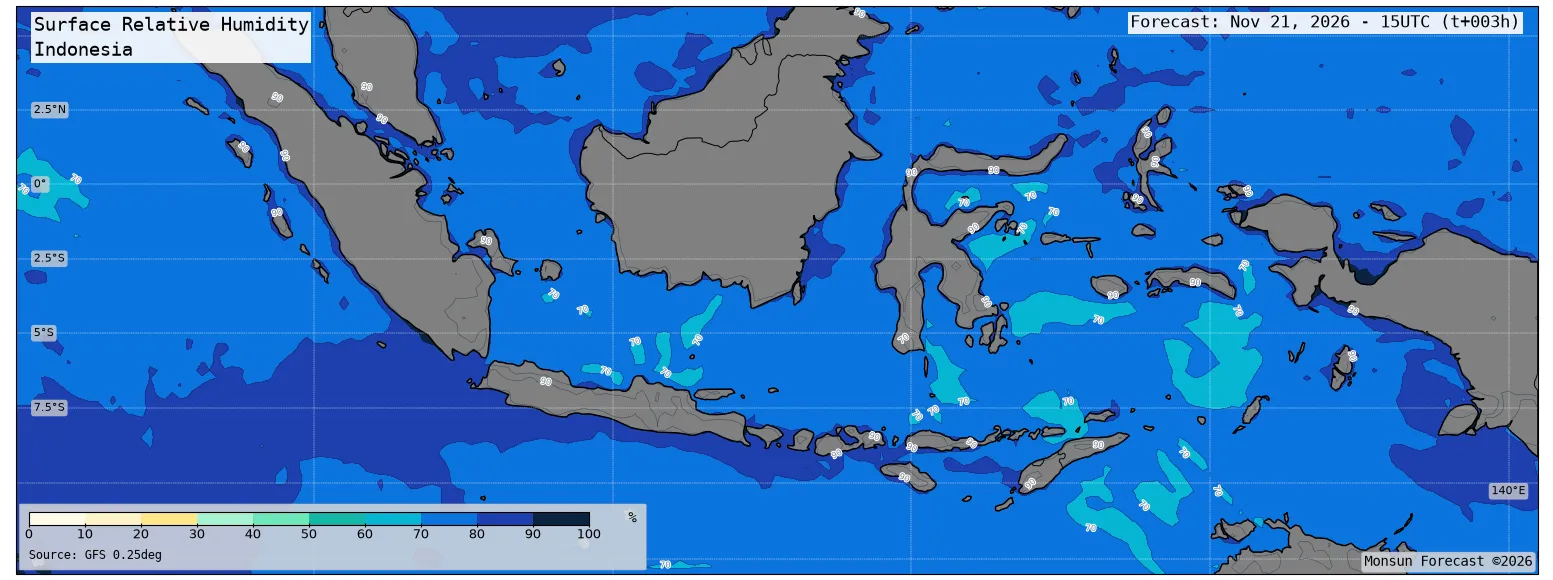 Surface Relative Humidity
Indonesia
Forecast: Nov 21, 2026 - 15UTC (t+003h)
2.5°N
0°
2.5°S
5°S
7.5°S
140°E
%
0 10 20 30 40 50 60 70 80 90 100
Source: GFS 0.25deg
Monsun Forecast ©2026